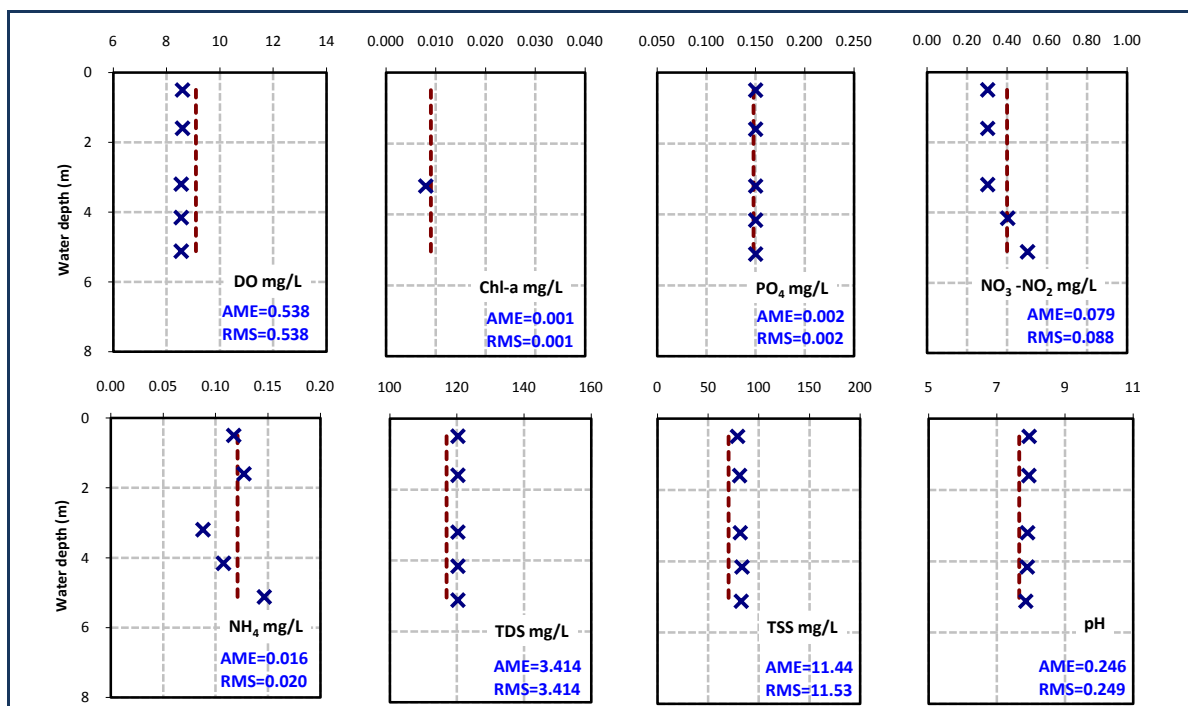 6 8 10 12 14
0.000 0.010 0.020 0.030 0.040
0.050 0.100 0.150 0.200 0.250
0.00 0.20 0.40 0.60 0.80 1.00
0
2
4
6
8
Water depth (m)
DO mg/L
AME=0.538
RMS=0.538
Chl-a mg/L
AME=0.001
RMS=0.001
PO₄ mg/L
AME=0.002
RMS=0.002
NO₃ -NO₂ mg/L
AME=0.079
RMS=0.088
0.00 0.05 0.10 0.15 0.20
100 120 140 160
0 50 100 150 200
5 7 9 11
0
2
4
6
8
Water depth (m)
NH₄ mg/L
AME=0.016
RMS=0.020
TDS mg/L
AME=3.414
RMS=3.414
TSS mg/L
AME=11.44
RMS=11.53
pH
AME=0.246
RMS=0.249